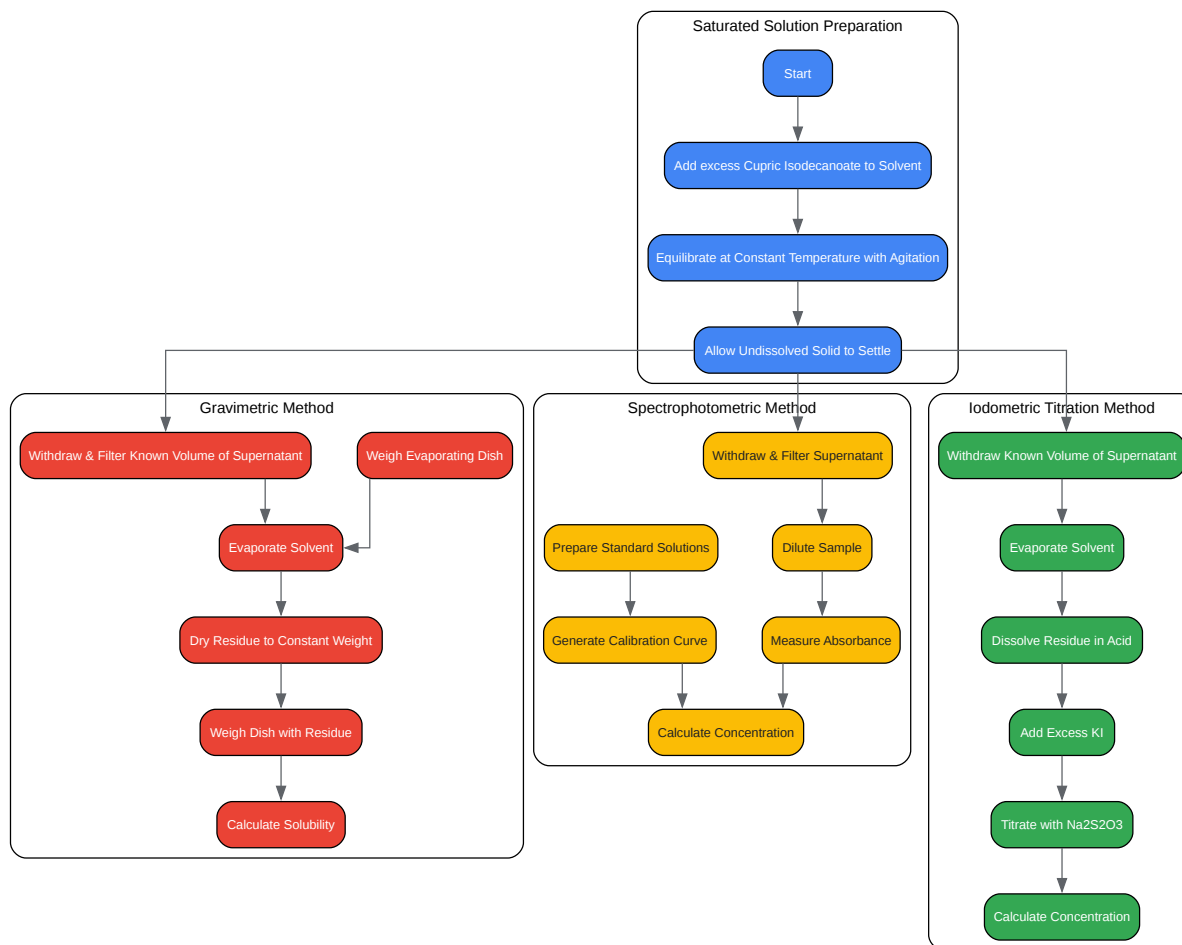 Saturated Solution Preparation
Start
Add excess Cupric Isodecanoate to Solvent
Equilibrate at Constant Temperature with Agitation
Allow Undissolved Solid to Settle
Gravimetric Method
Withdraw & Filter Known Volume of Supernatant
Weigh Evaporating Dish
Evaporate Solvent
Dry Residue to Constant Weight
Weigh Dish with Residue
Calculate Solubility
Spectrophotometric Method
Withdraw & Filter Supernatant
Prepare Standard Solutions
Dilute Sample
Generate Calibration Curve
Measure Absorbance
Calculate Concentration
Iodometric Titration Method
Withdraw Known Volume of Supernatant
Evaporate Solvent
Dissolve Residue in Acid
Add Excess KI
Titrate with Na2S2O3
Calculate Concentration